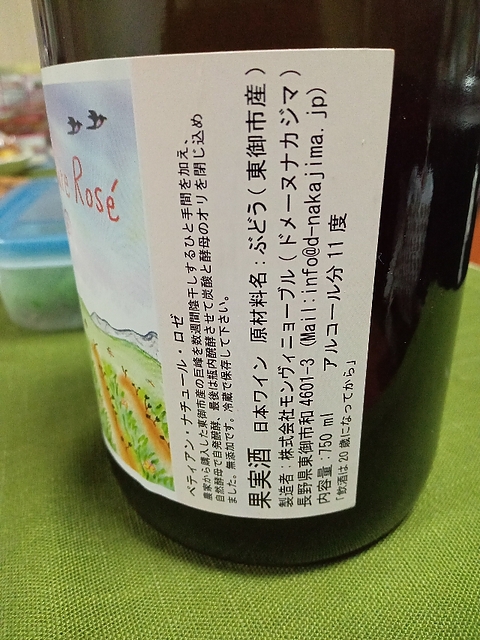 Rosé
ペティアン・ナチュール・ロゼ
農家から購入した東御市産の巨峰を数週間陰干しするひと手間を加え、
自然酵母で自発醗酵、最後は瓶内醗酵させて炭酸と酵母のオリを閉じ込め
ました。無添加です。冷蔵で保存して下さい。
果実酒 日本ワイン 原材料名：ぶどう(東御市産)
製造者：株式会社モンヴィニョーブル(ドメーヌナカジマ)
長野県東御市和 4601-3 (Mail:info@d-nakajima.jp)
内容量：750 ml アルコール分 11 度
「飲酒は 20 歳になってから」